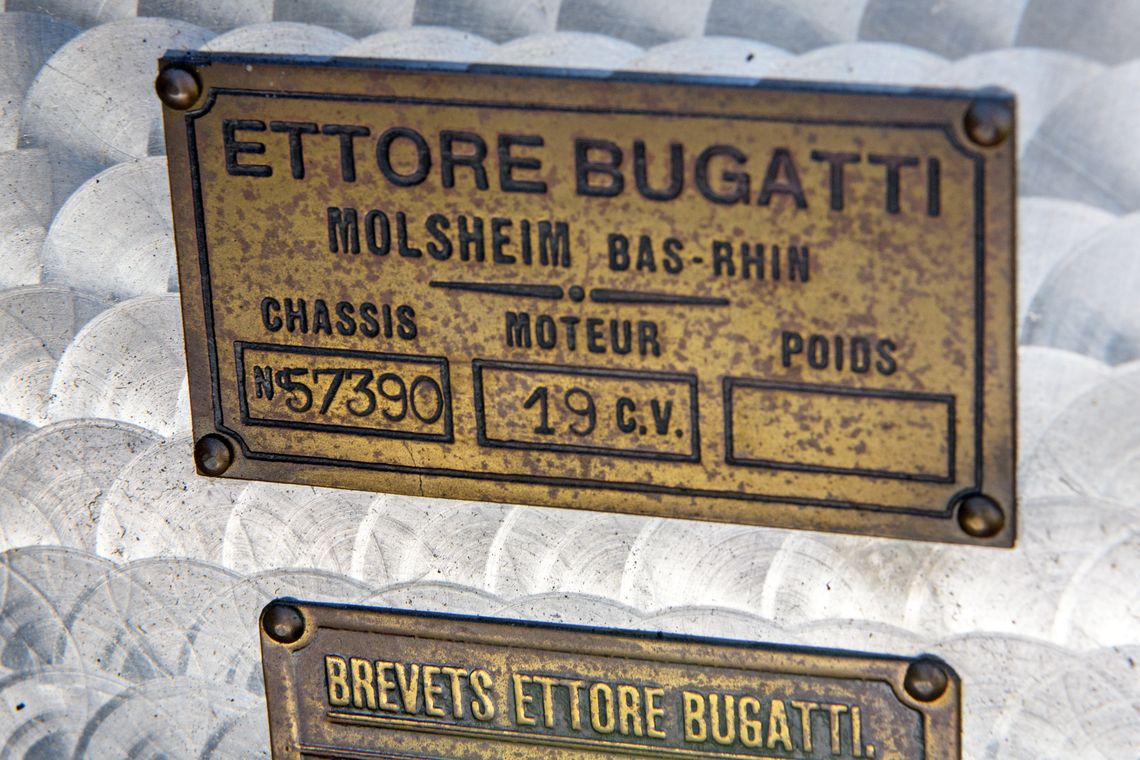 ETTORE BUGATTI
MOLSHEIM BAS-RHIN
CHASSIS MOTEUR POIDS
No57390 19 C.V.
BREVETS ETTORE BUGATTI.